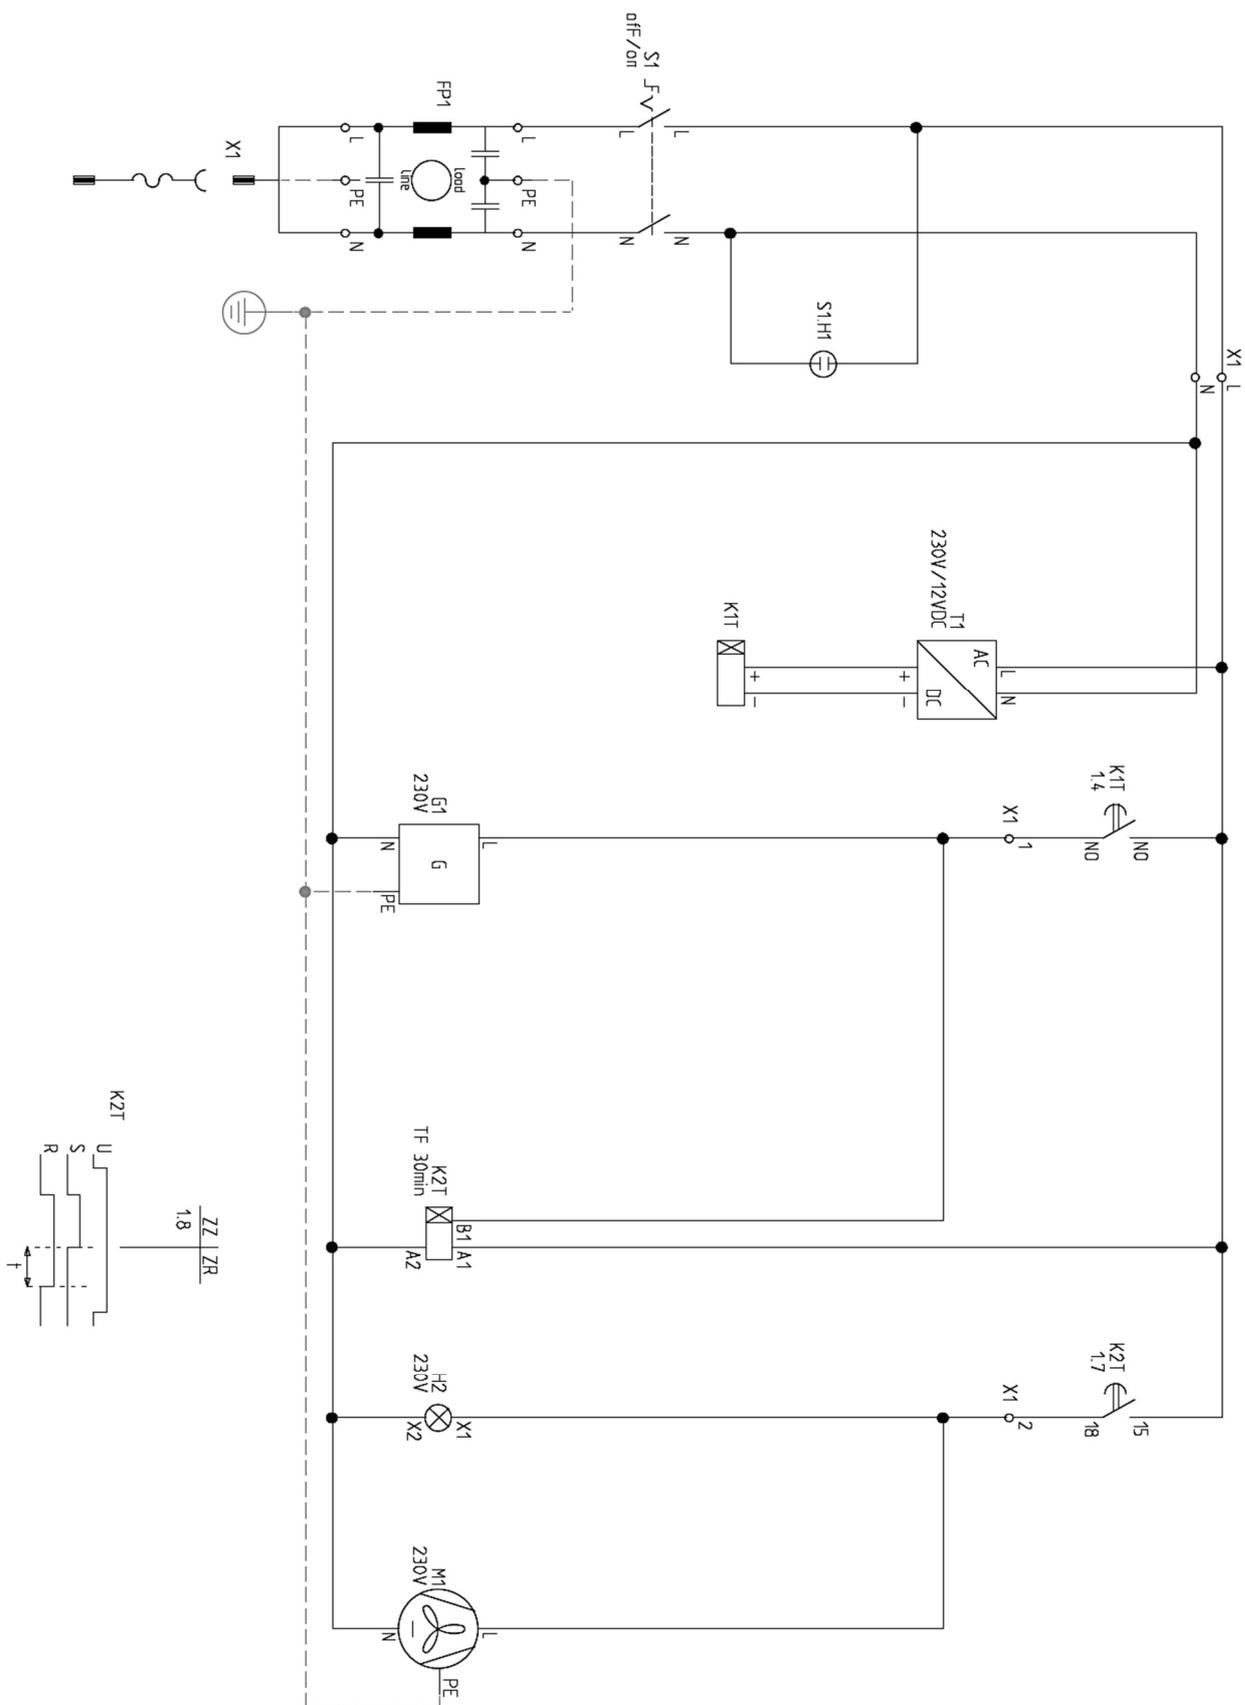 S1
off/on
FP1
X1
L
PE
N
Line
Load
L
PE
N
L
L
N
N
S1.H1
X1
L
N
T1
230V/12VDC
AC
DC
L
N
+
-
K1T
+
-
K1T
1.4
NO
NO
X1
1
G1
230V
G
L
N
PE
K2T
TF 30min
B1
A1
A2
K2T
U
S
R
t
ZZ
ZR
1.8
K2T
1.7
15
18
X1
2
H2
230V
X1
X2
M1
230V
L
N
PE